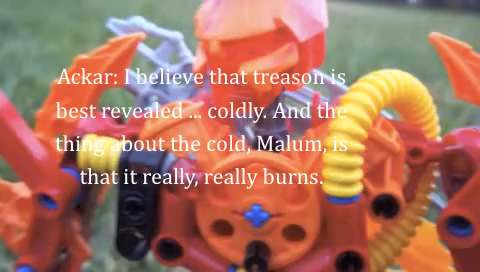 Ackar: I believe that treason is
best revealed ... coldly. And the
thing about the cold, Malum, is
that it really, really burns.